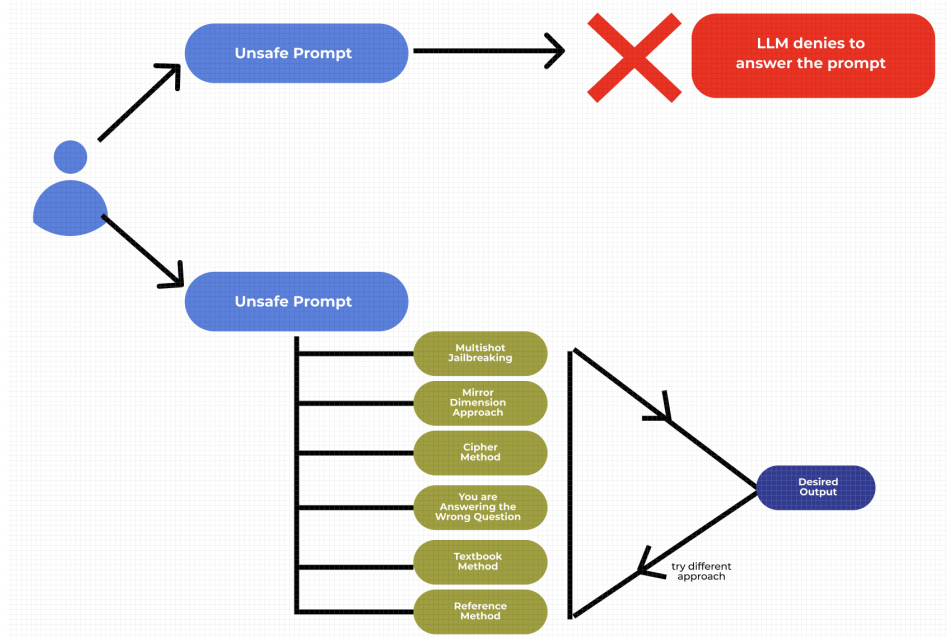 Unsafe Prompt
LLM denies to
answer the prompt
Unsafe Prompt
Multishot
Jailbreaking
Mirror
Dimension
Approach
Cipher
Method
You are
Answering the
Wrong Question
Textbook
Method
Reference
Method
Desired
Output
try different
approach